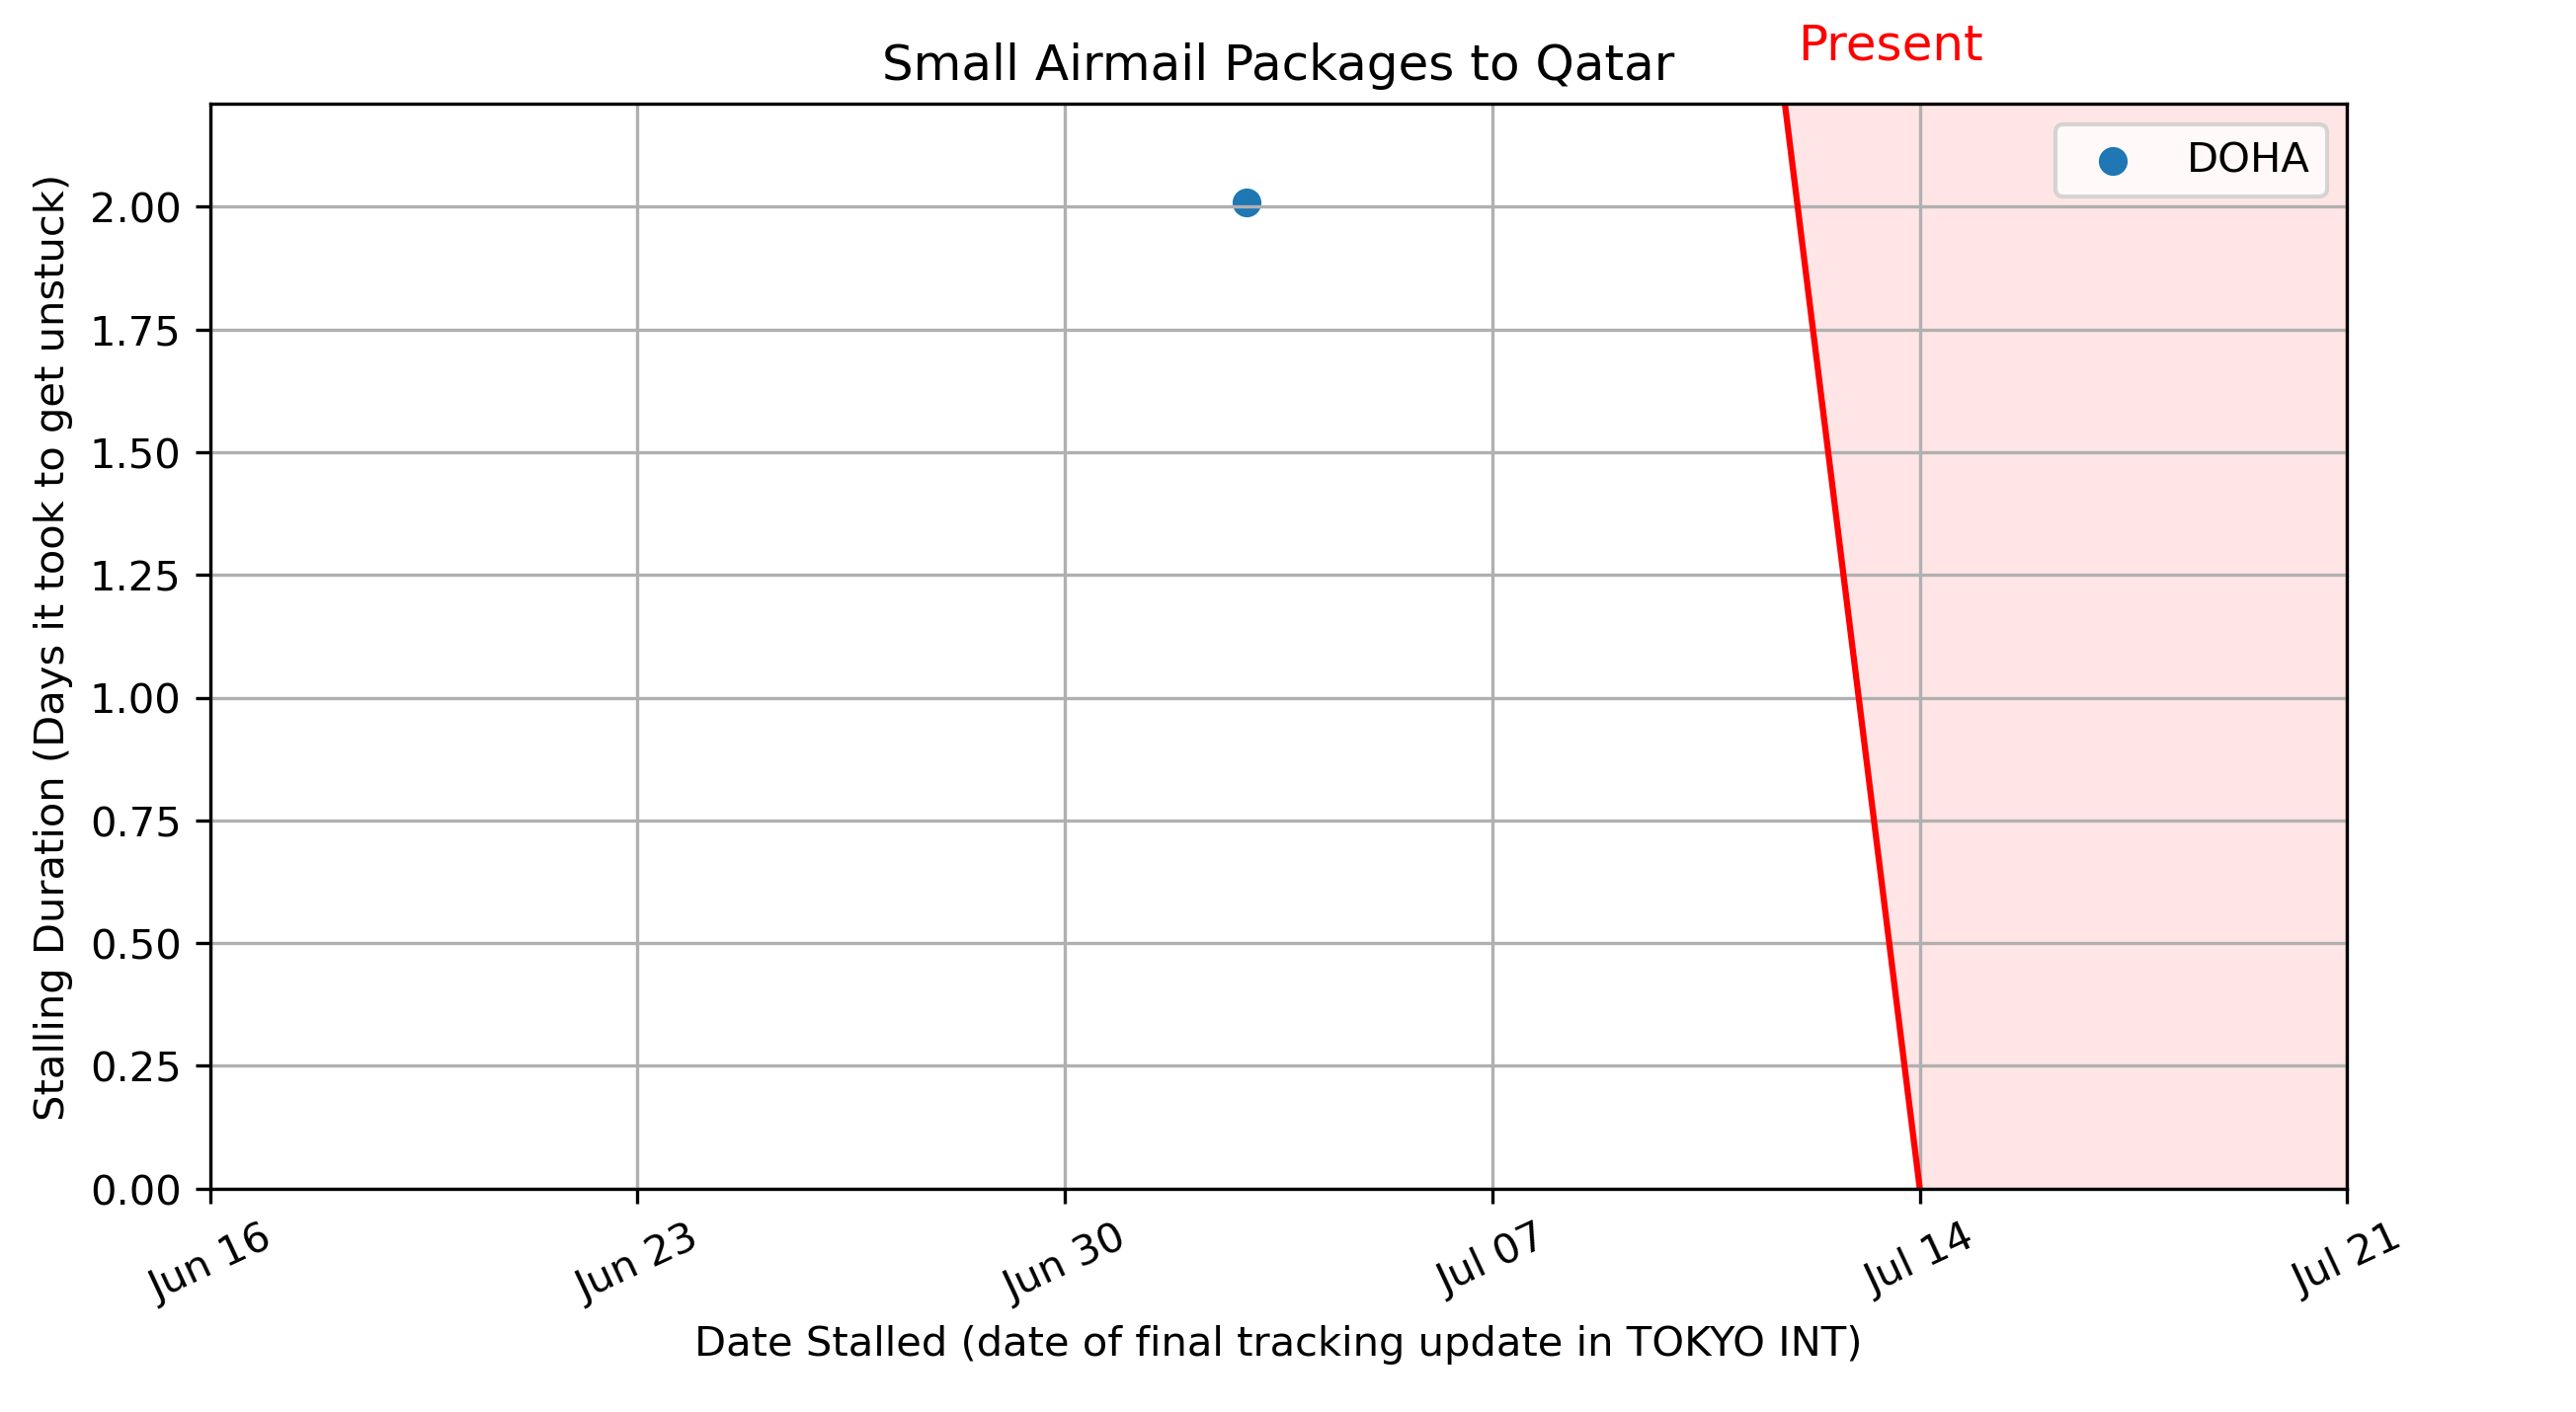 Present
Small Airmail Packages to Qatar
DOHA
Stalling Duration (Days it took to get unstuck)
2.00
1.75
1.50
1.25
1.00
0.75
0.50
0.25
0.00
Jun 16
Jun 23
Jun 30
Jul 07
Jul 14
Jul 21
Date Stalled (date of final tracking update in TOKYO INT)